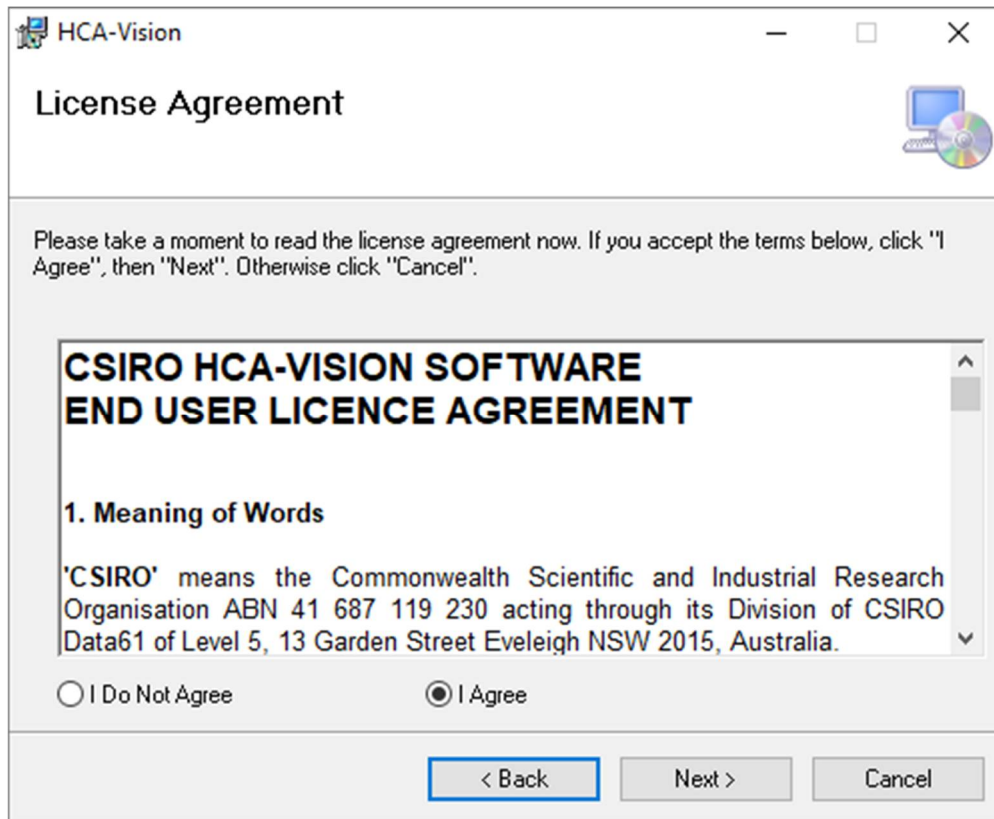 HCA-Vision
License Agreement
Please take a moment to read the license agreement now. If you accept the terms below, click "I
Agree", then "Next". Otherwise click "Cancel".
CSIRO HCA-VISION SOFTWARE
END USER LICENCE AGREEMENT
1. Meaning of Words
'CSIRO' means the Commonwealth Scientific and Industrial Research
Organisation ABN 41 687 119 230 acting through its Division of CSIRO
Data61 of Level 5, 13 Garden Street Eveleigh NSW 2015, Australia.
I Do Not Agree
I Agree
< Back
Next >
Cancel